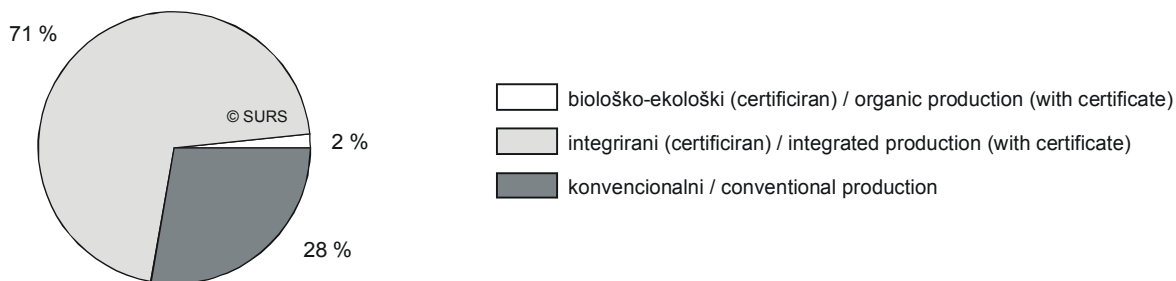 71 %
© SURS
2 %
28 %
biološko-ekološki (certificiran) / organic production (with certificate)
integrirani (certificiran) / integrated production (with certificate)
konvencionalni / conventional production